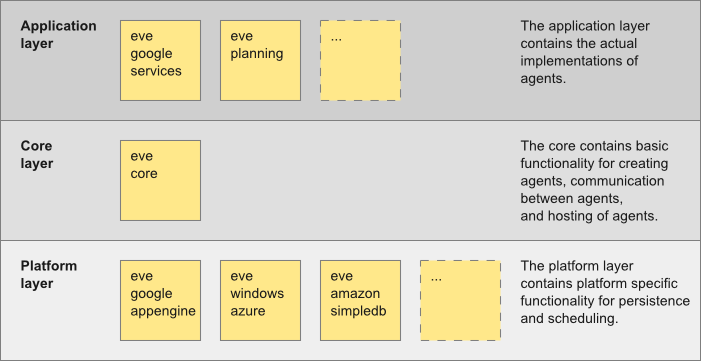 Application
layer
eve
google
services
eve
planning
...
The application layer
contains the actual
implementations of
agents.
Core
layer
eve
core
The core contains basic
functionality for creating
agents, communication
between agents,
and hosting of agents.
Platform
layer
eve
google
appengine
eve
windows
azure
eve
amazon
simpledb
...
The platform layer
contains platform specific
functionality for persistence
and scheduling.